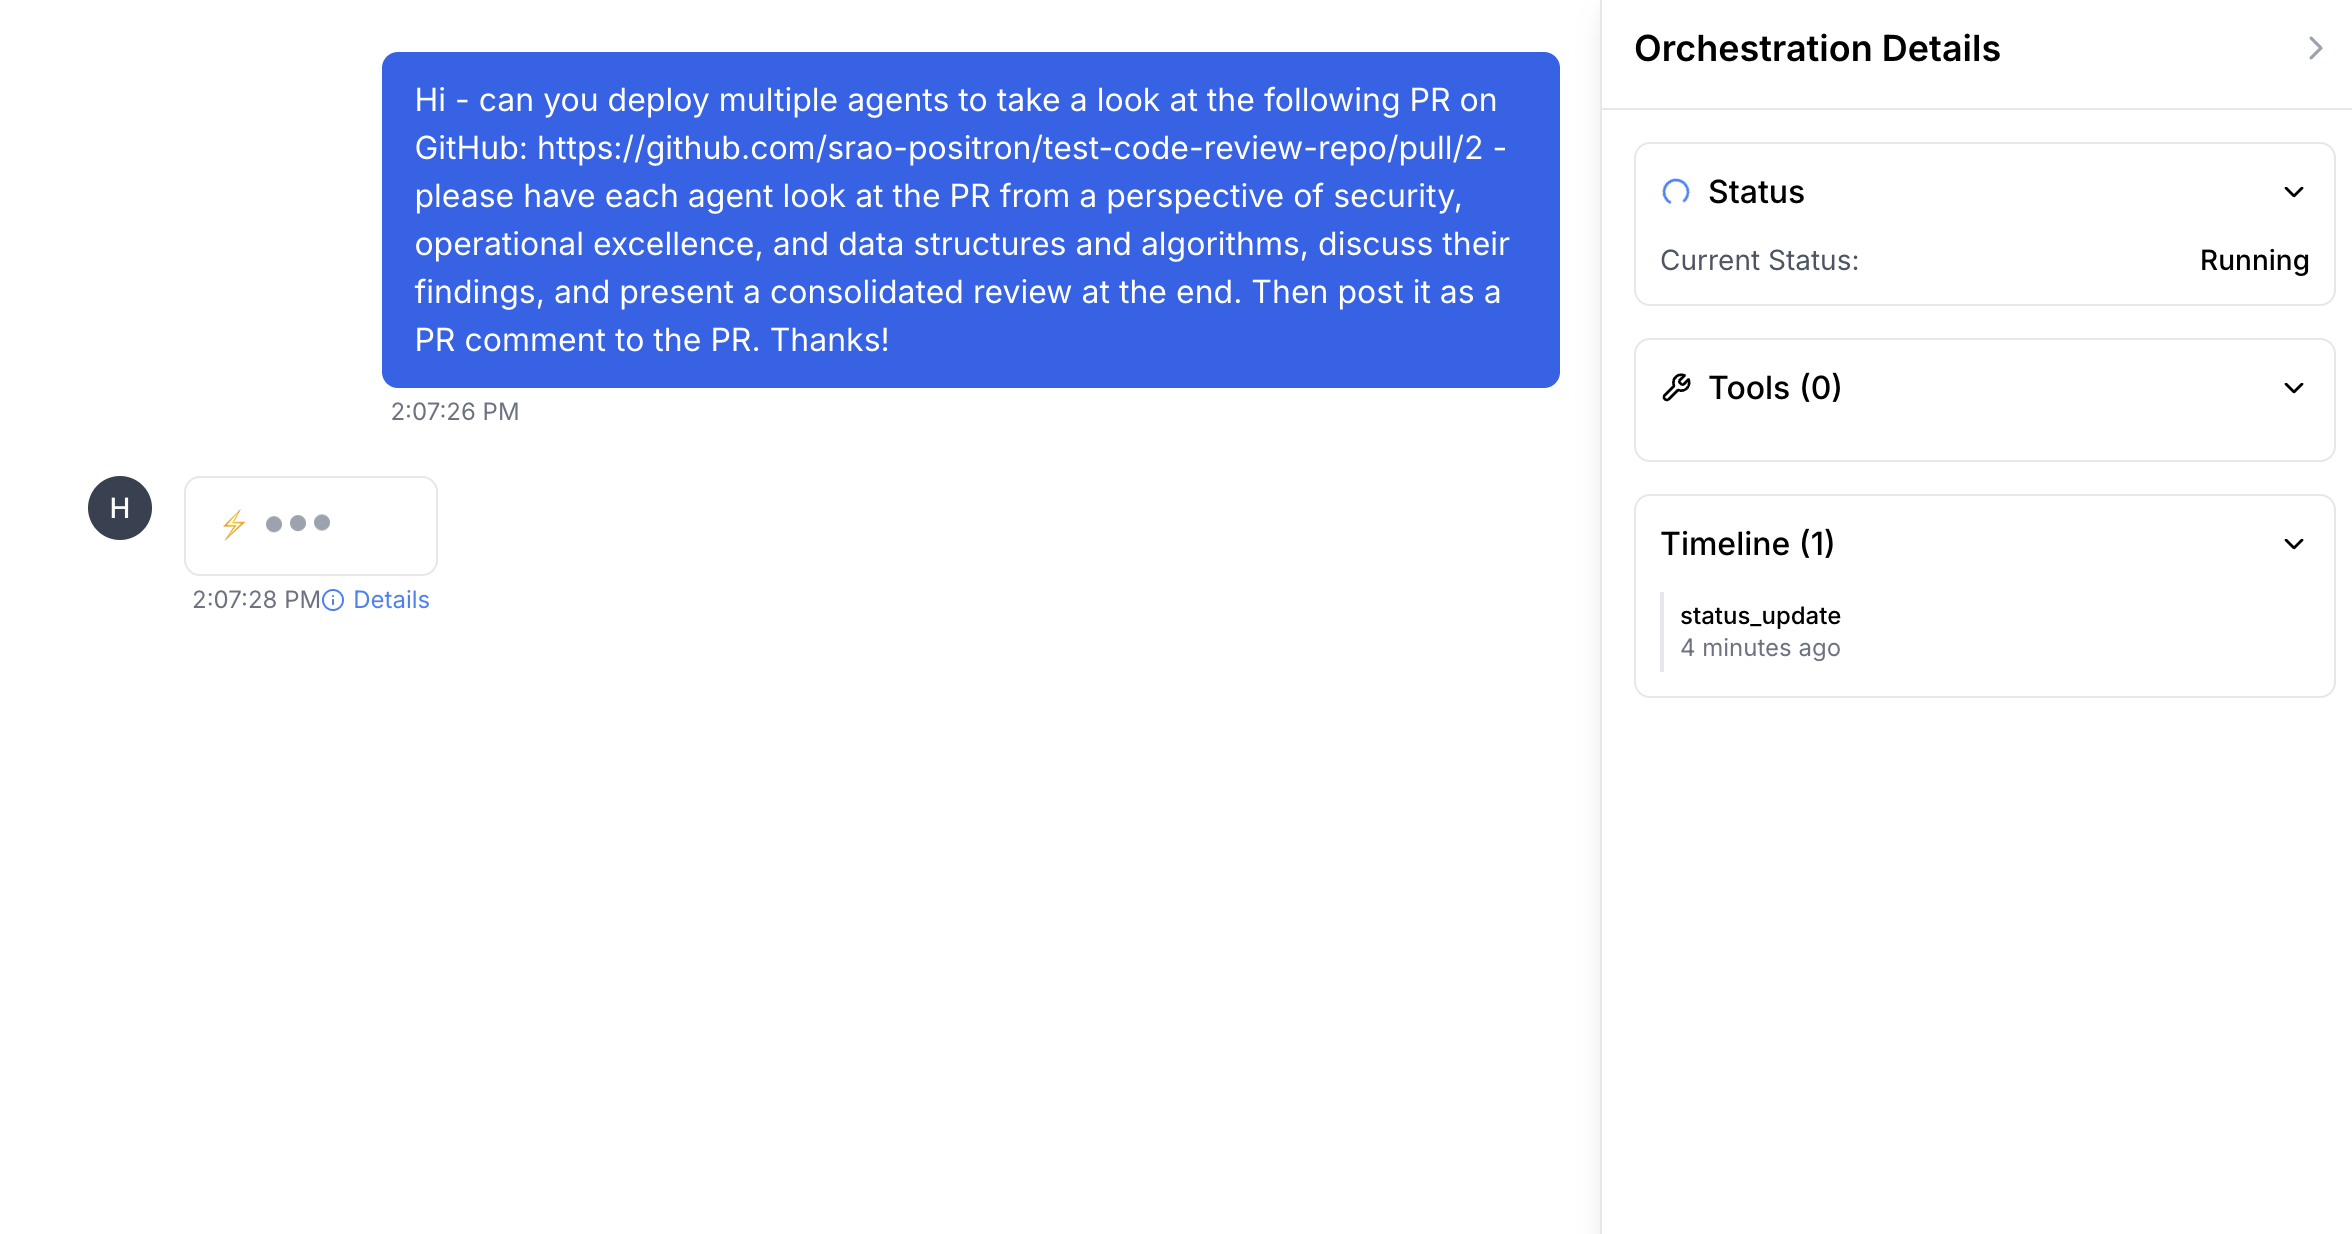 Hi - can you deploy multiple agents to take a look at the following PR on
GitHub: https://github.com/srao-positron/test-code-review-repo/pull/2 -
please have each agent look at the PR from a perspective of security,
operational excellence, and data structures and algorithms, discuss their
findings, and present a consolidated review at the end. Then post it as a
PR comment to the PR. Thanks!
2:07:26 PM
H
2:07:28 PM Details
Orchestration Details
Status
Current Status: Running
Tools (0)
Timeline (1)
status_update
4 minutes ago